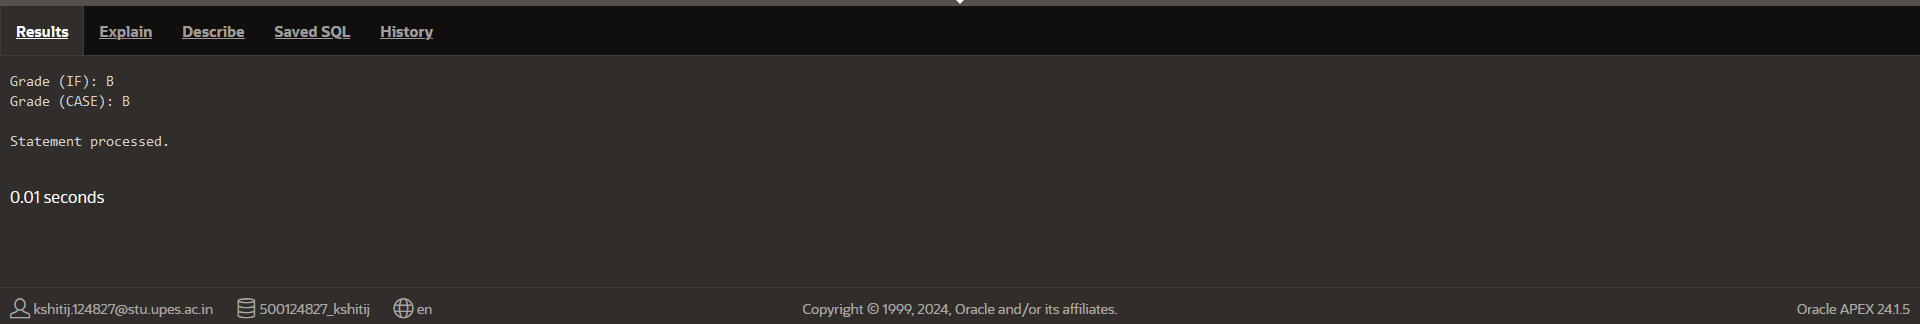 Results Explain Describe Saved SQL History
Grade (IF): B
Grade (CASE): B
Statement processed.
0.01 seconds
kshitij.124827@stu.upes.ac.in 500124827_kshitij en Copyright © 1999, 2024, Oracle and/or its affiliates. Oracle APEX 24.1.5